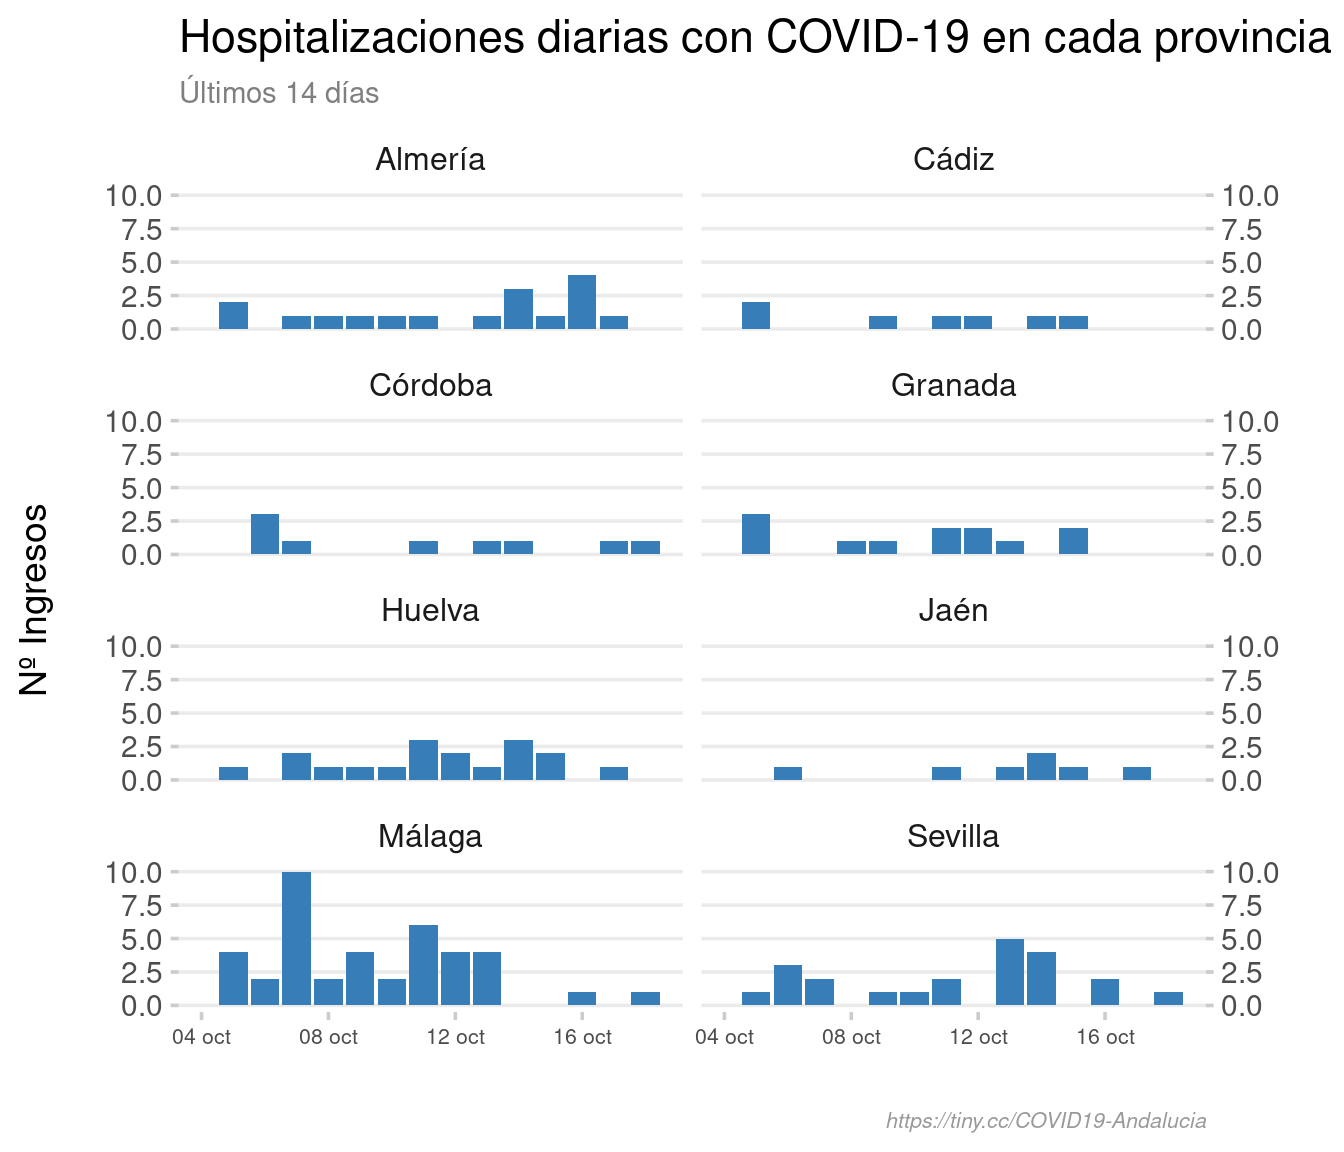 Hospitalizaciones diarias con COVID-19 en cada provincia
Últimos 14 días
Almería
Cádiz
10.0
7.5
5.0
2.5
0.0
10.0
7.5
5.0
2.5
0.0
Córdoba
Granada
10.0
7.5
5.0
2.5
0.0
10.0
7.5
5.0
2.5
0.0
Nº Ingresos
Huelva
Jaén
10.0
7.5
5.0
2.5
0.0
10.0
7.5
5.0
2.5
0.0
Málaga
Sevilla
10.0
7.5
5.0
2.5
0.0
10.0
7.5
5.0
2.5
0.0
04 oct 08 oct 12 oct 16 oct
04 oct 08 oct 12 oct 16 oct
https://tiny.cc/COVID19-Andalucia